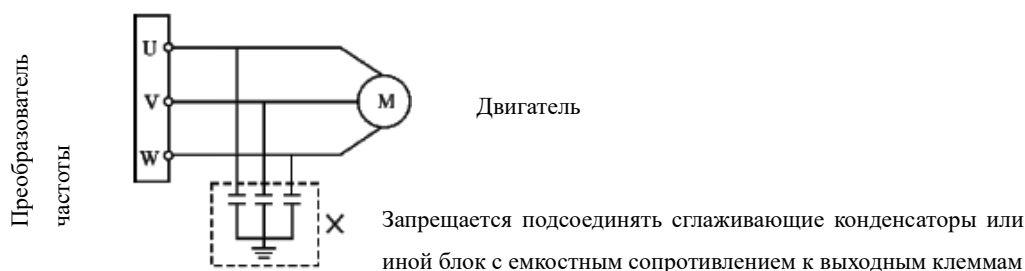 Преобразователь
частоты
U
V
W
M
Двигатель
Запрещается подсоединять сглаживающие конденсаторы или
иной блок с емкостным сопротивлением к выходным клеммам